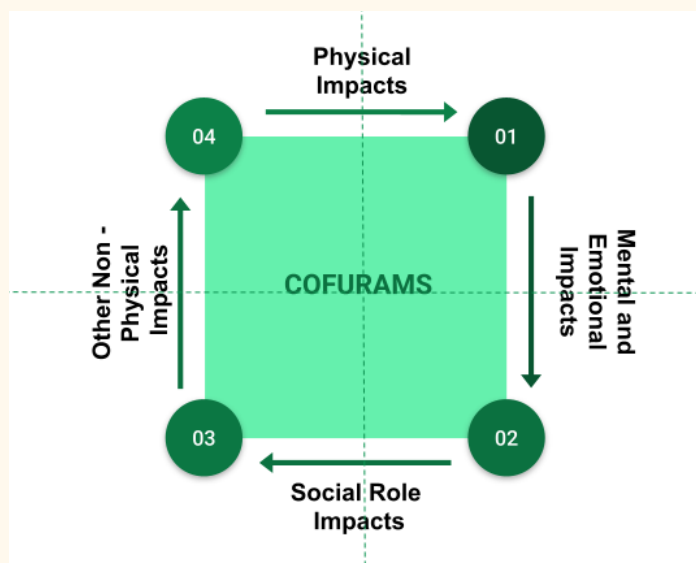 Physical
Impacts
04
01
Other Non -
Physical
Impacts
COFURAMS
Mental and
Emotional
Impacts
03
02
Social Role
Impacts